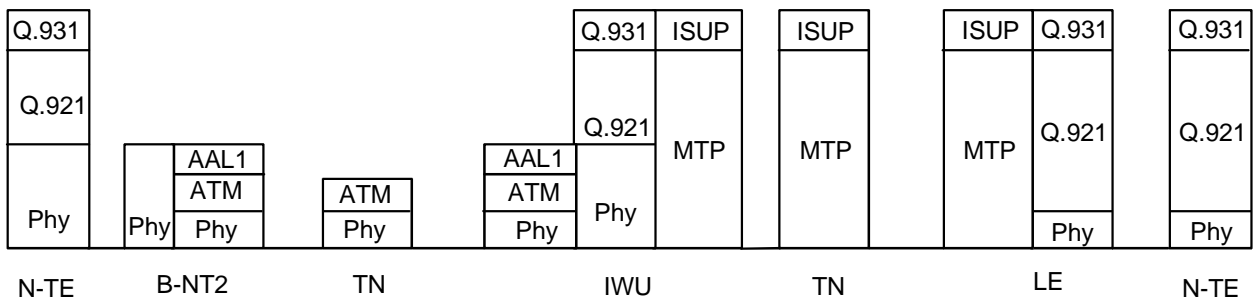 Q.931 Q.931 ISUP ISUP ISUP Q.931 Q.931
Q.921
Q.921
AAL1 AAL1 MTP MTP MTP Q.921 Q.921
ATM ATM ATM
Phy Phy Phy Phy Phy Phy Phy Phy
N-TE B-NT2 TN IWU TN LE N-TE